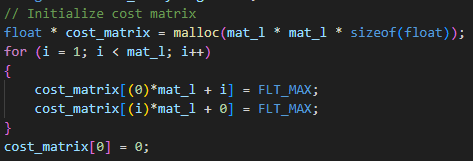 // Initialize cost matrix
float * cost_matrix = malloc(mat_l * mat_l * sizeof(float));
for (i = 1; i < mat_l; i++)
{
    cost_matrix[(0)*mat_l + i] = FLT_MAX;
    cost_matrix[(i)*mat_l + 0] = FLT_MAX;
}
cost_matrix[0] = 0;